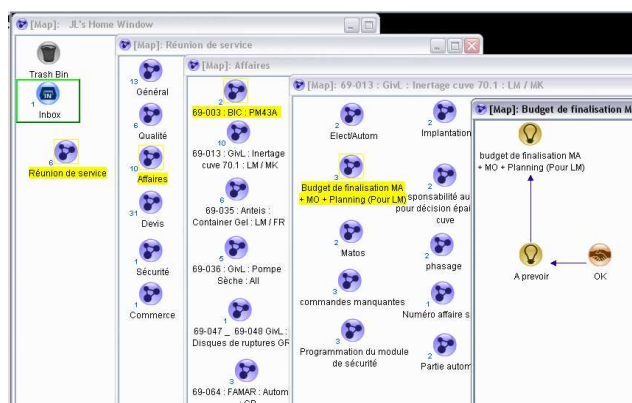 [Map]: JL's Home Window
Trash Bin
1
Inbox
6
Réunion de service
[Map]: Réunion de service
13
Général
6
Qualité
10
Affaires
31
Devis
1
Sécurité
1
Commerce
[Map]: Affaires
2
69-003 : BIC : PM43A
10
69-013 : GivL : Inertage
cuve 70.1 : LM / MK
6
69-035 : Anteis :
Container Gel : LM / FR
5
69-036 : GivL : Pompe
Sèche : All
1
69-047 _ 69-048 GivL :
Disques de ruptures GR
3
69-064 : FAMAR : Autom
[Map]: 69-013 : GivL : Inertage cuve 70.1 : LM / MK
2
Elect/Autom
3
Budget de finalisation MA
+ MO + Planning (Pour LM)
2
Matos
3
commandes manquantes
3
Programmation du module
de sécurité
2
Implantation
5
sponsabilité au
pour décision épai
cuve
2
phasage
1
Numéro affaire s
2
Partie autom
[Map]: Budget de finalisation M
budget de finalisation MA
+ MO + Planning (Pour LM)
A prevoir
OK